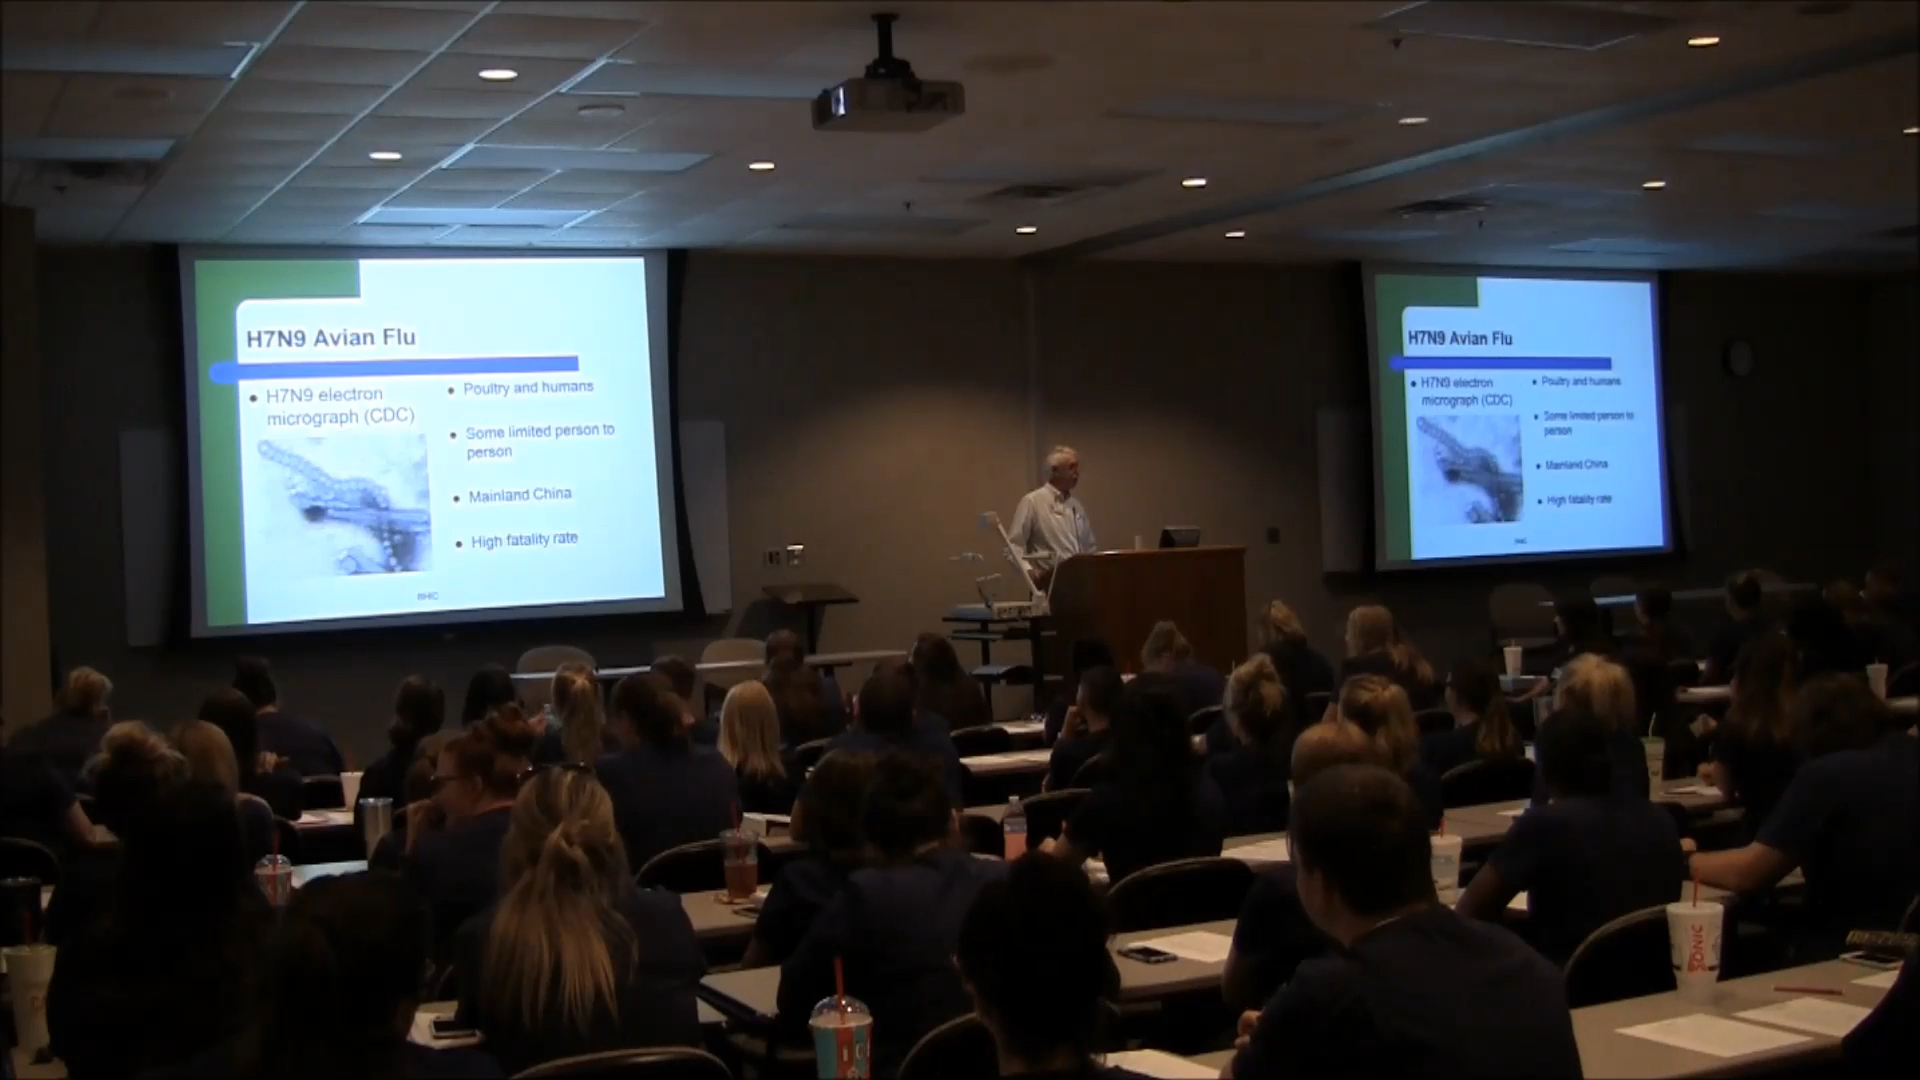 H7N9 Avian Flu
H7N9 electron
micrograph (CDC)
Poultry and humans
Some limited person to
person
Mainland China
High fatality rate
H7N9 Avian Flu
H7N9 electron
micrograph (CDC)
Poultry and humans
Some limited person to
person
Mainland China
High fatality rate
SONIC